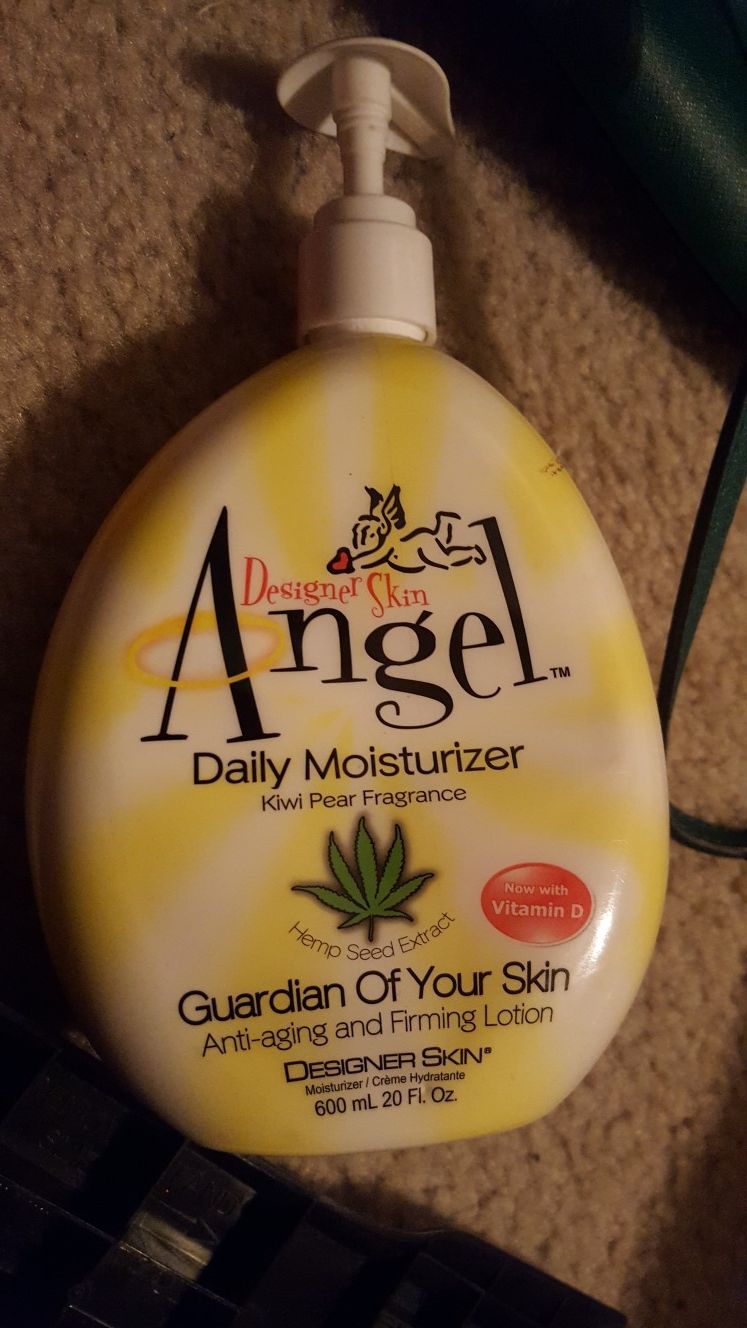 Designer Skin
Angel™
Daily Moisturizer
Kiwi Pear Fragrance
Hemp Seed Extract
Now with
Vitamin D
Guardian Of Your Skin
Anti-aging and Firming Lotion
DESIGNER SKIN®
Moisturizer / Crème Hydratante
600 mL 20 Fl. Oz.